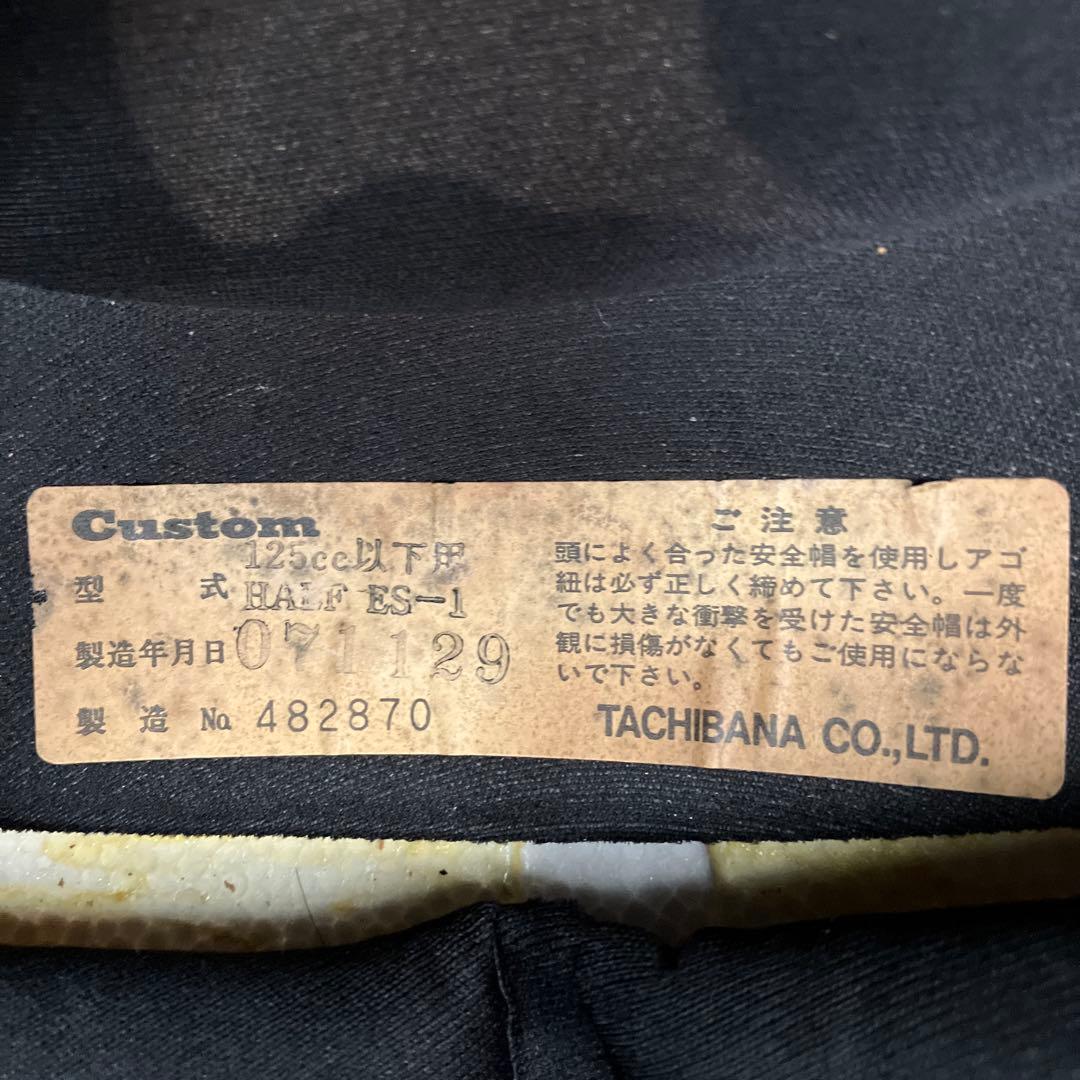 Custom
125cc以下用
型 式 HALF ES-1
製造年月日 071129
製 造 No. 482870
ご注意
頭によく合った安全帽を使用しアゴ
紐は必ず正しく締めて下さい。一度
でも大きな衝撃を受けた安全帽は外
観に損傷がなくてもご使用にならな
いで下さい。
TACHIBANA CO.,LTD.